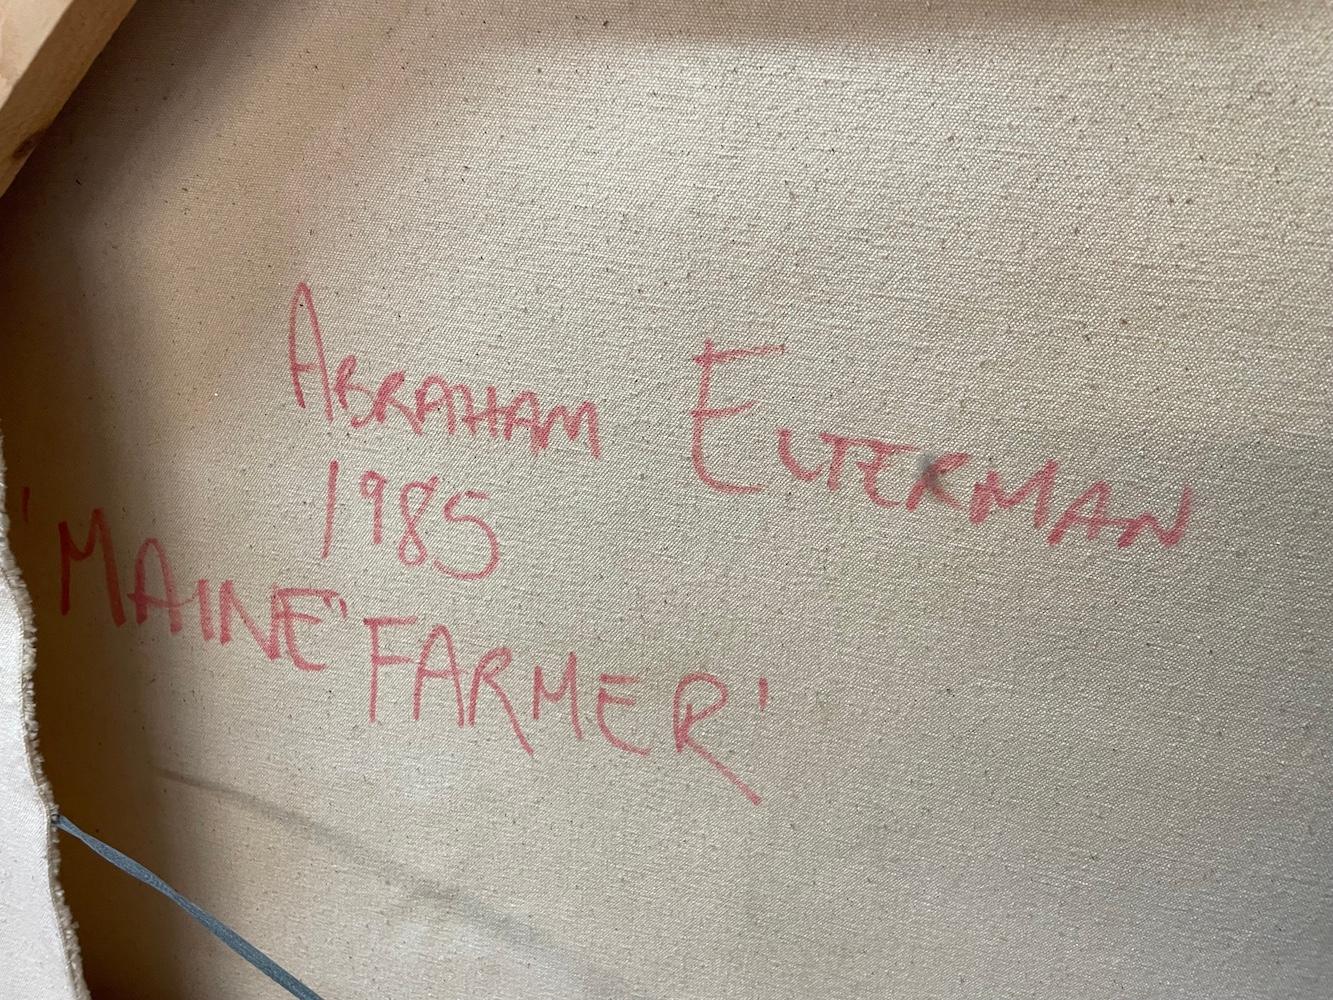 ABRAHAM ELTERMAN
1985
'MAINE" FARMER'